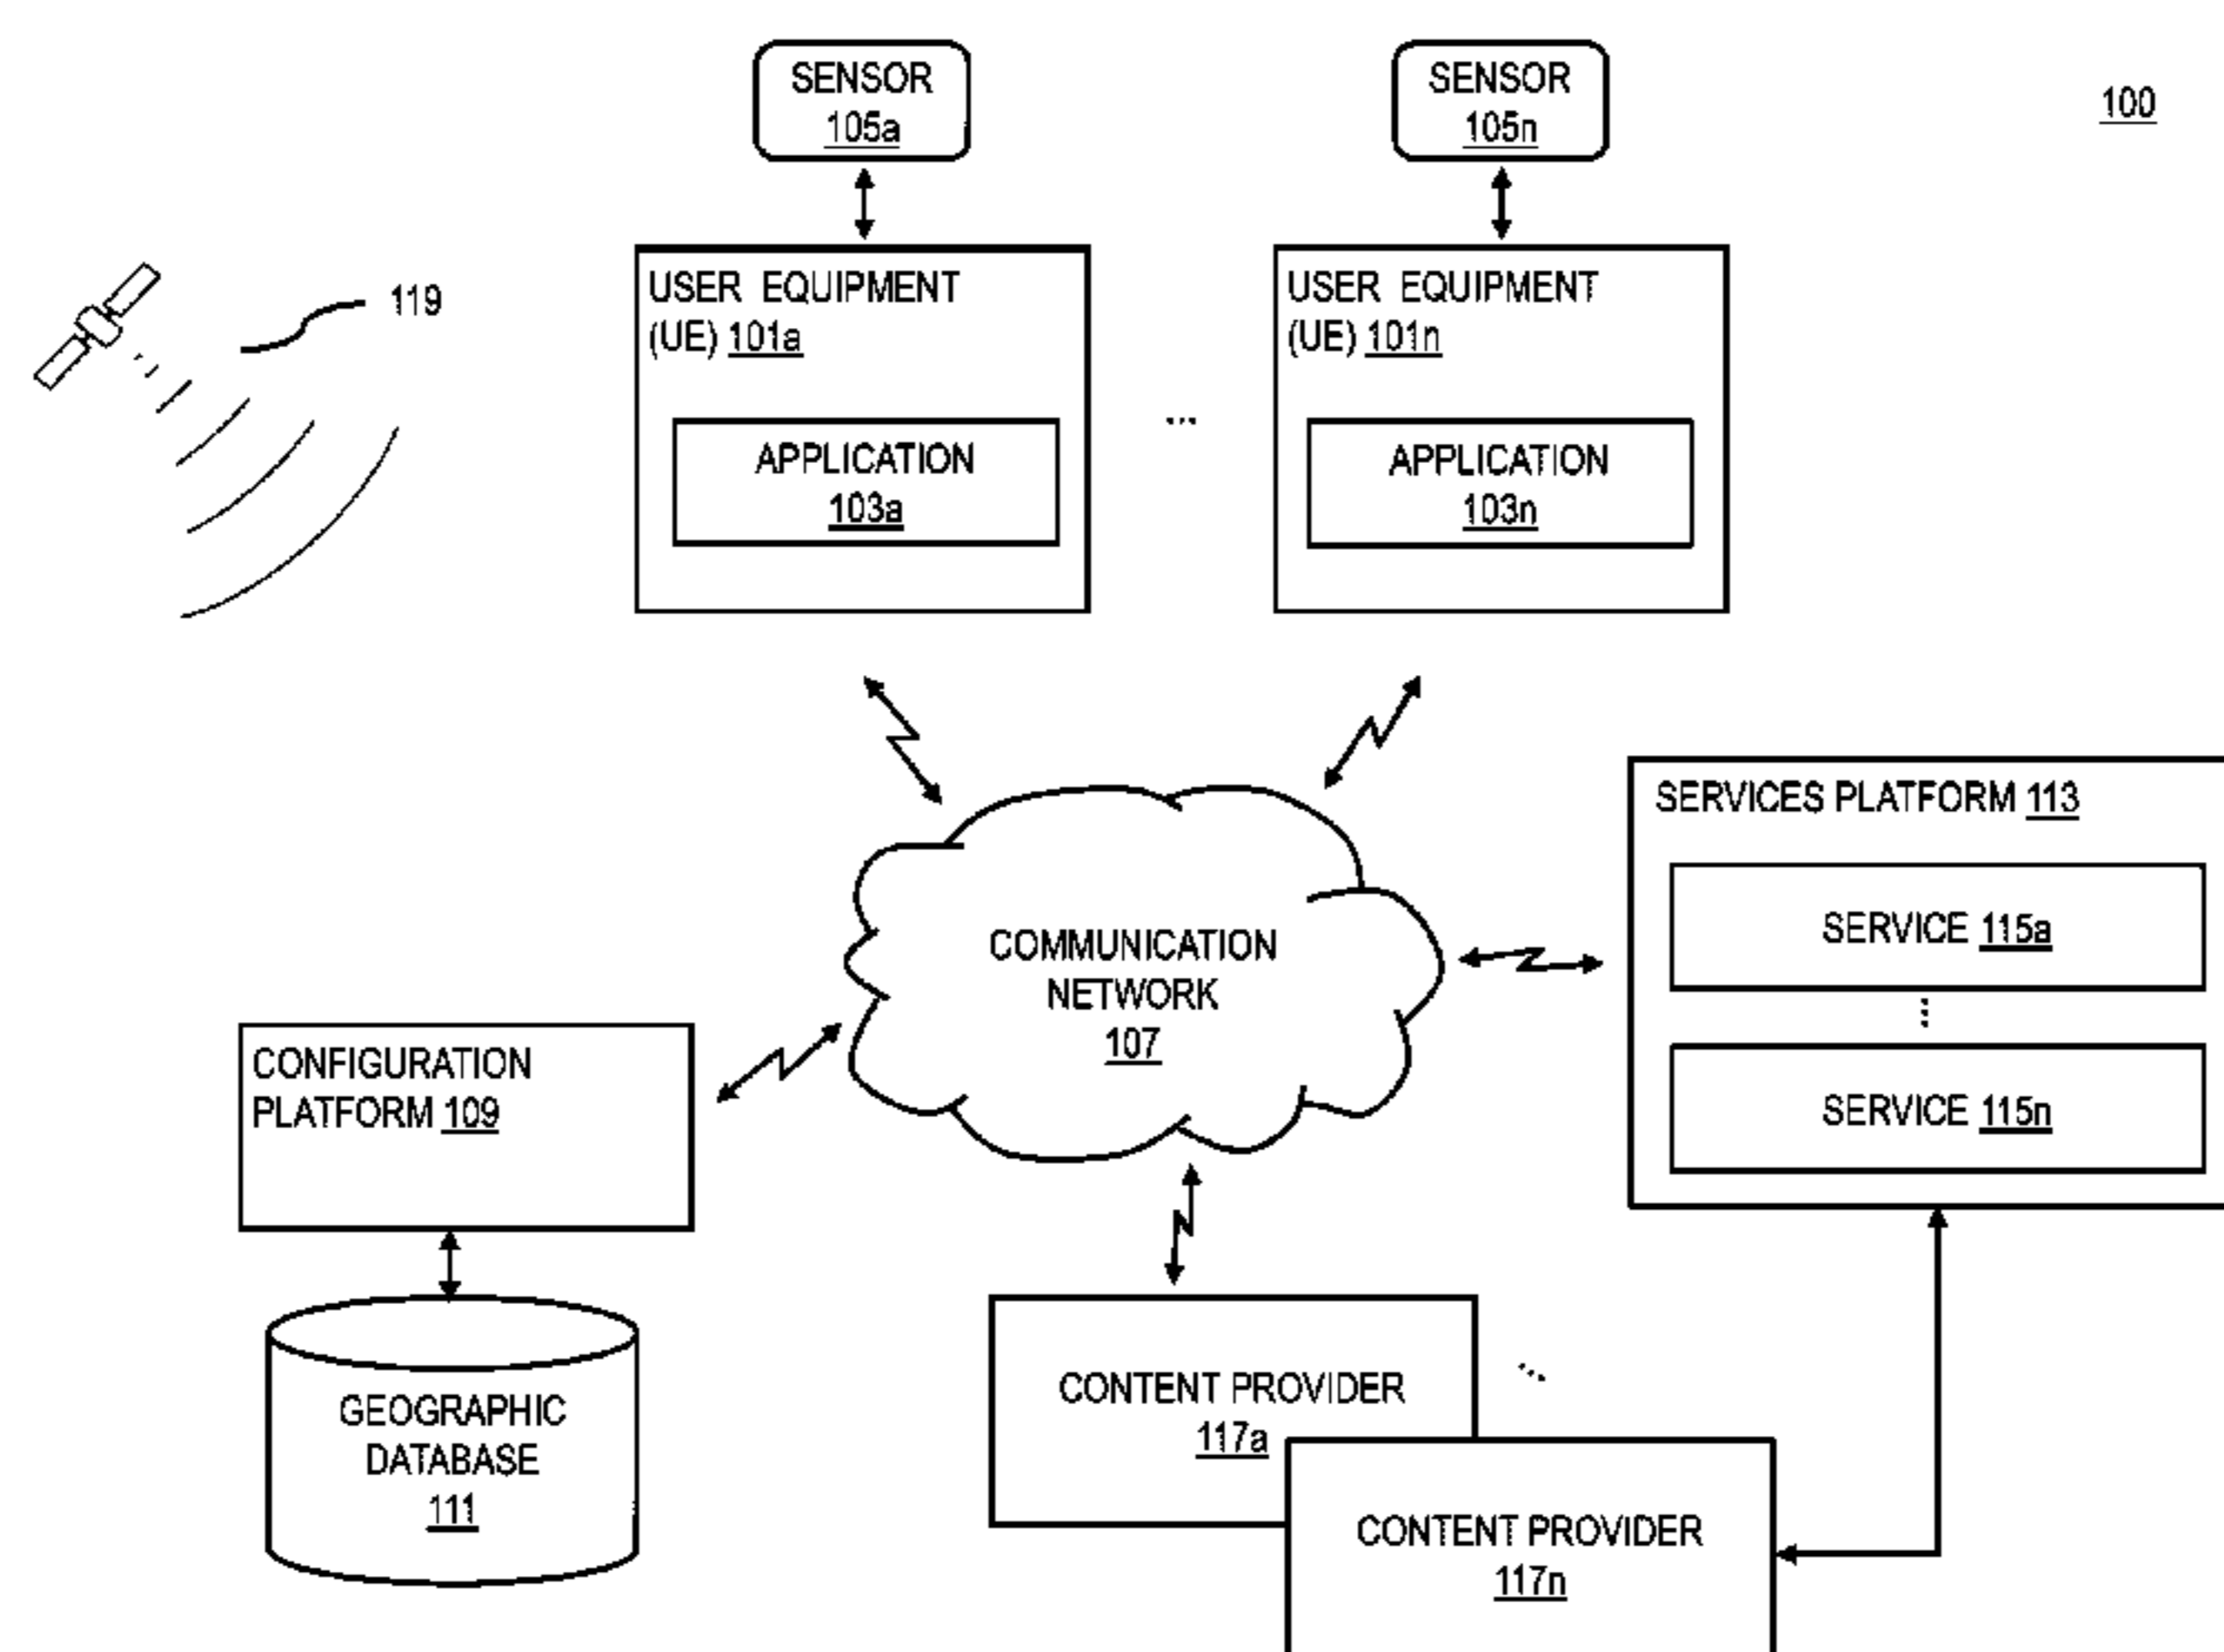 SENSOR
105a
SENSOR
105n
100
119
USER EQUIPMENT
(UE) 101a
USER EQUIPMENT
(UE) 101n
...
APPLICATION
103a
APPLICATION
103n
SERVICES PLATFORM 113
SERVICE 115a
...
SERVICE 115n
COMMUNICATION
NETWORK
107
CONFIGURATION
PLATFORM 109
GEOGRAPHIC
DATABASE
111
CONTENT PROVIDER
117a
...
CONTENT PROVIDER
117n